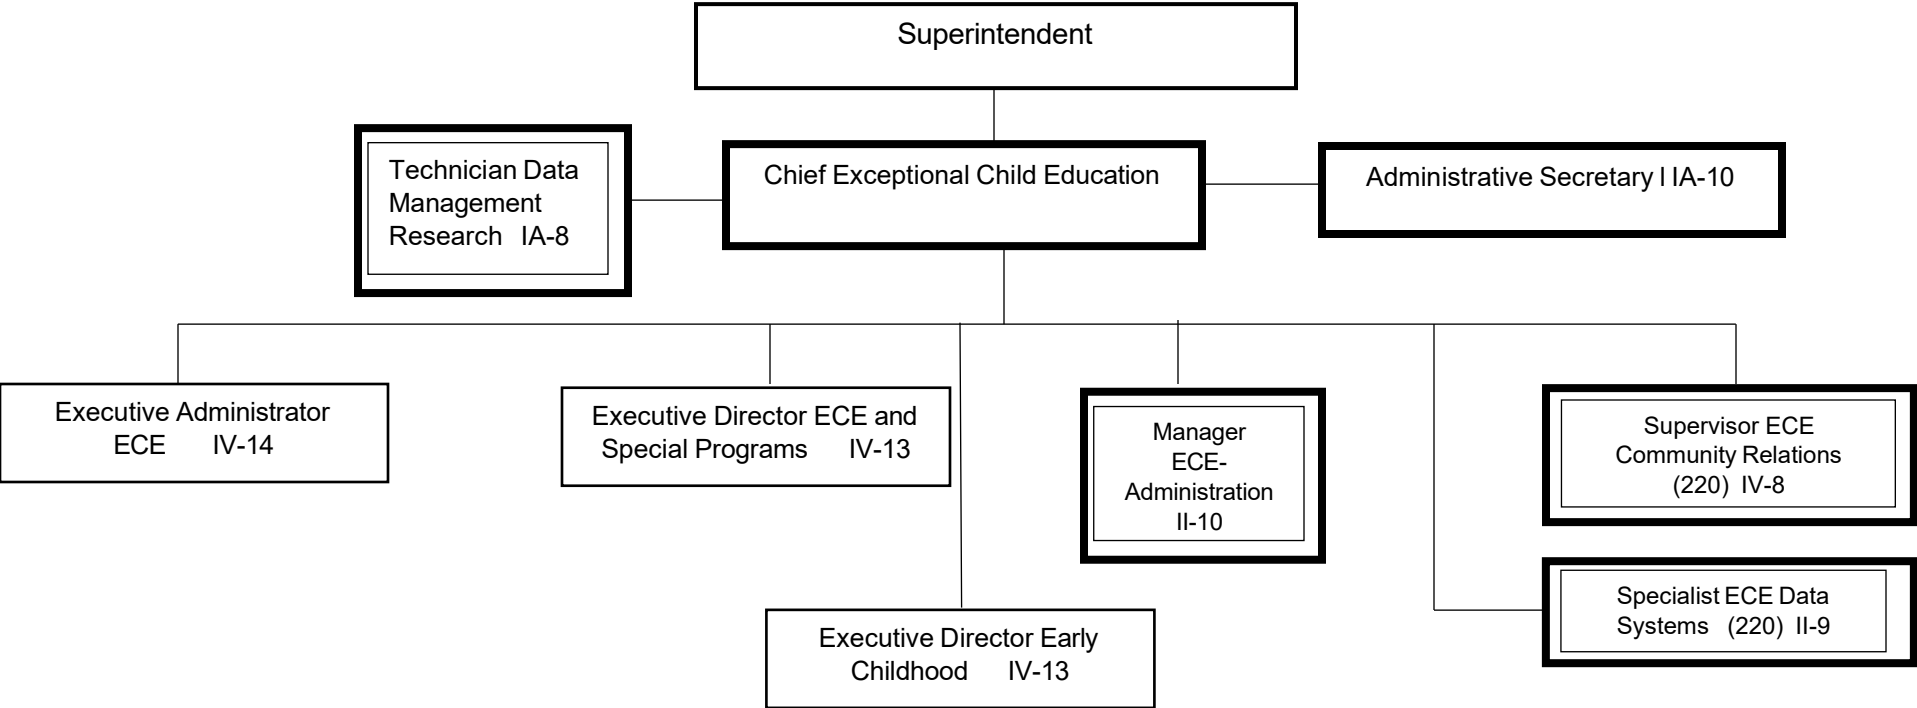 Superintendent
Technician Data
Management
Research IA-8
Chief Exceptional Child Education
Administrative Secretary I IA-10
Executive Administrator
ECE IV-14
Executive Director ECE and
Special Programs IV-13
Manager
ECE-
Administration
II-10
Supervisor ECE
Community Relations
(220) IV-8
Specialist ECE Data
Systems (220) II-9
Executive Director Early
Childhood IV-13